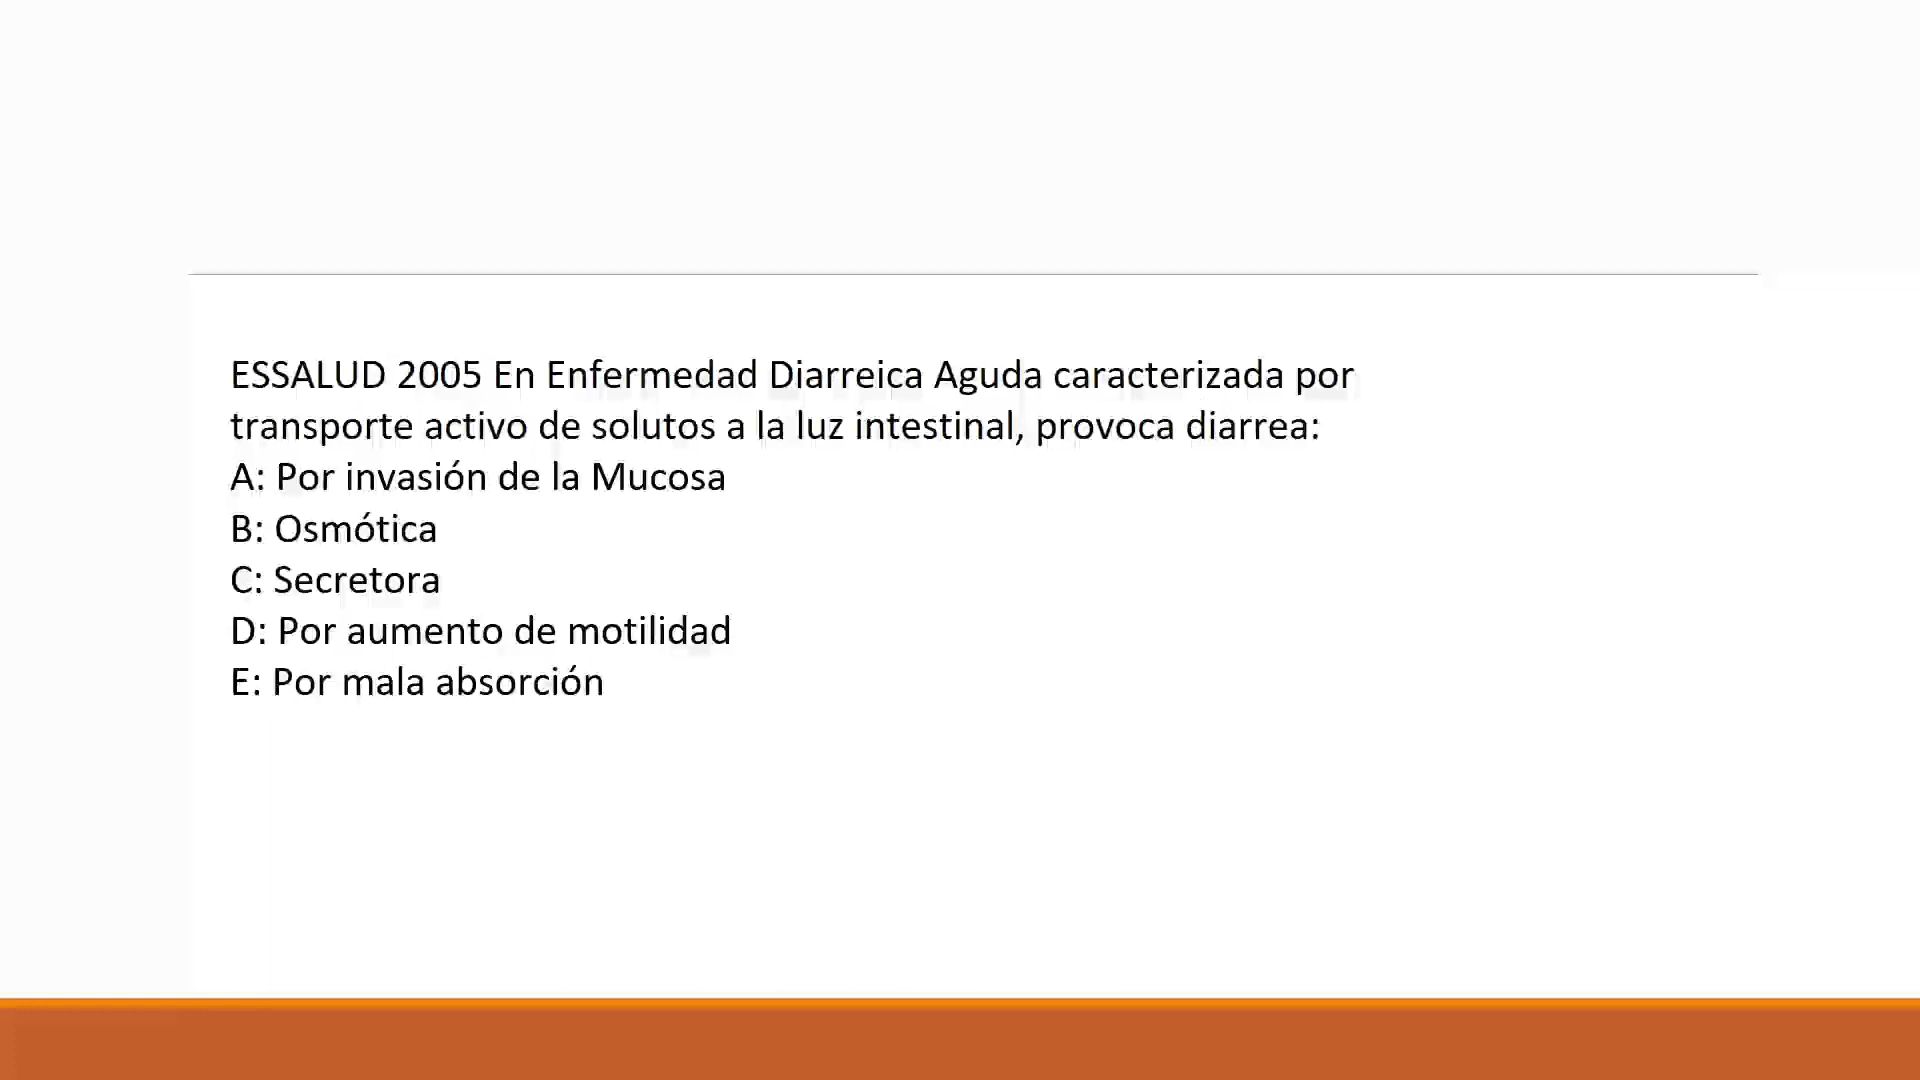 ESSALUD 2005 En Enfermedad Diarreica Aguda caracterizada por
transporte activo de solutos a la luz intestinal, provoca diarrea:
A: Por invasión de la Mucosa
B: Osmótica
C: Secretora
D: Por aumento de motilidad
E: Por mala absorción